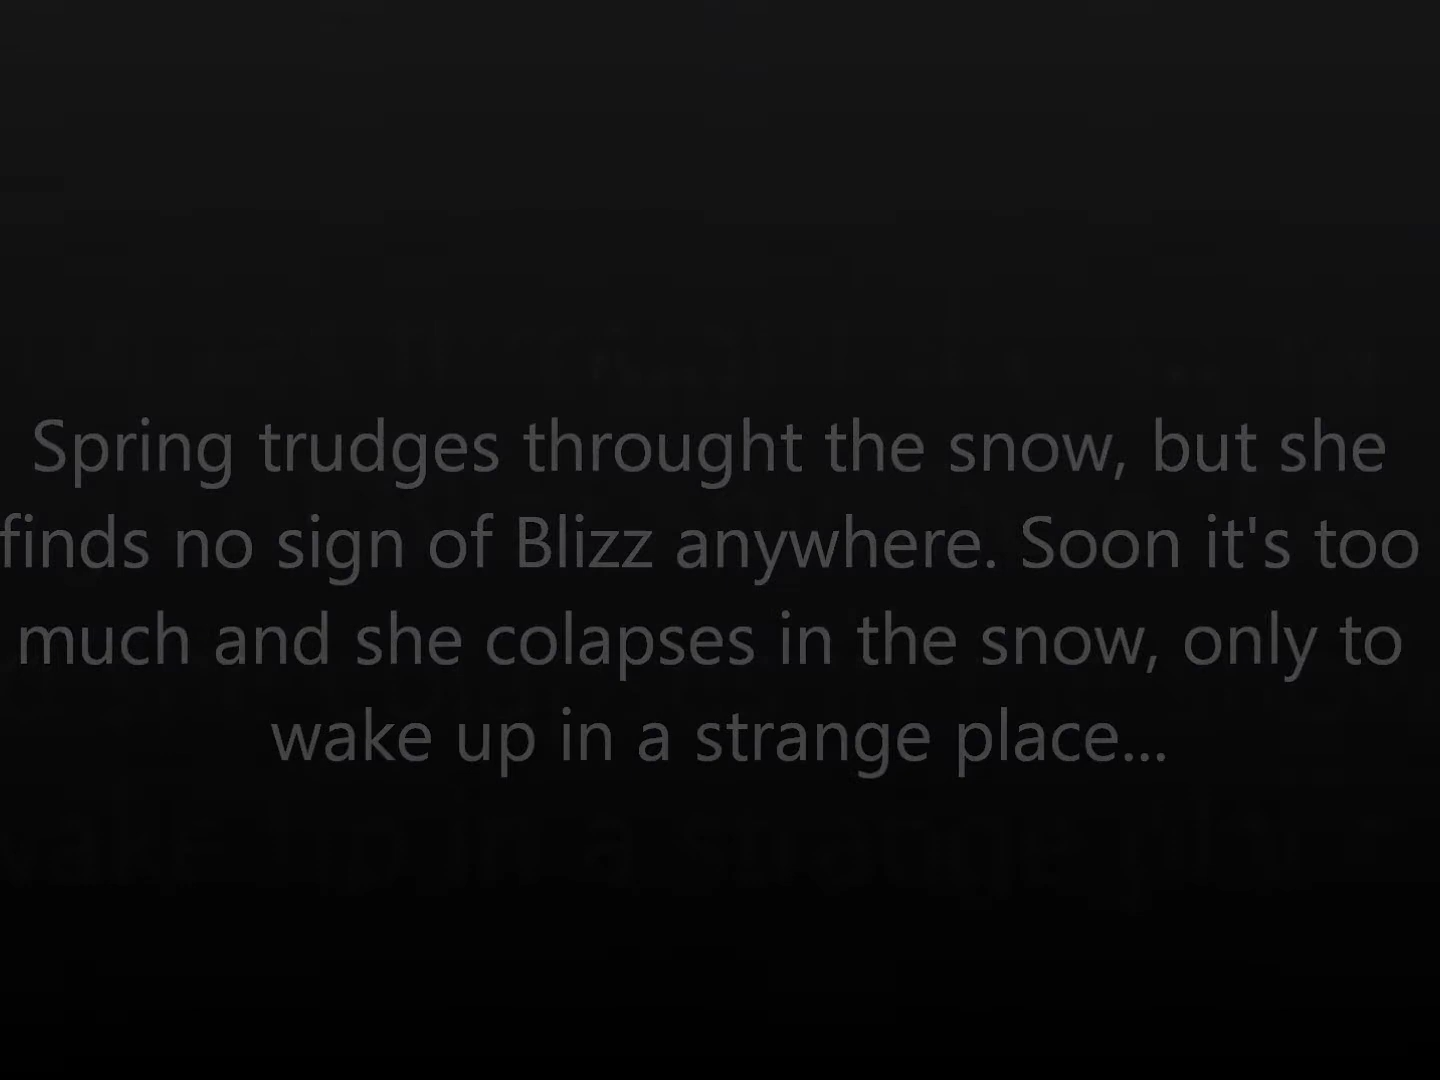 Spring trudges throught the snow, but she
finds no sign of Blizz anywhere. Soon it's too
much and she colapses in the snow, only to
wake up in a strange place...